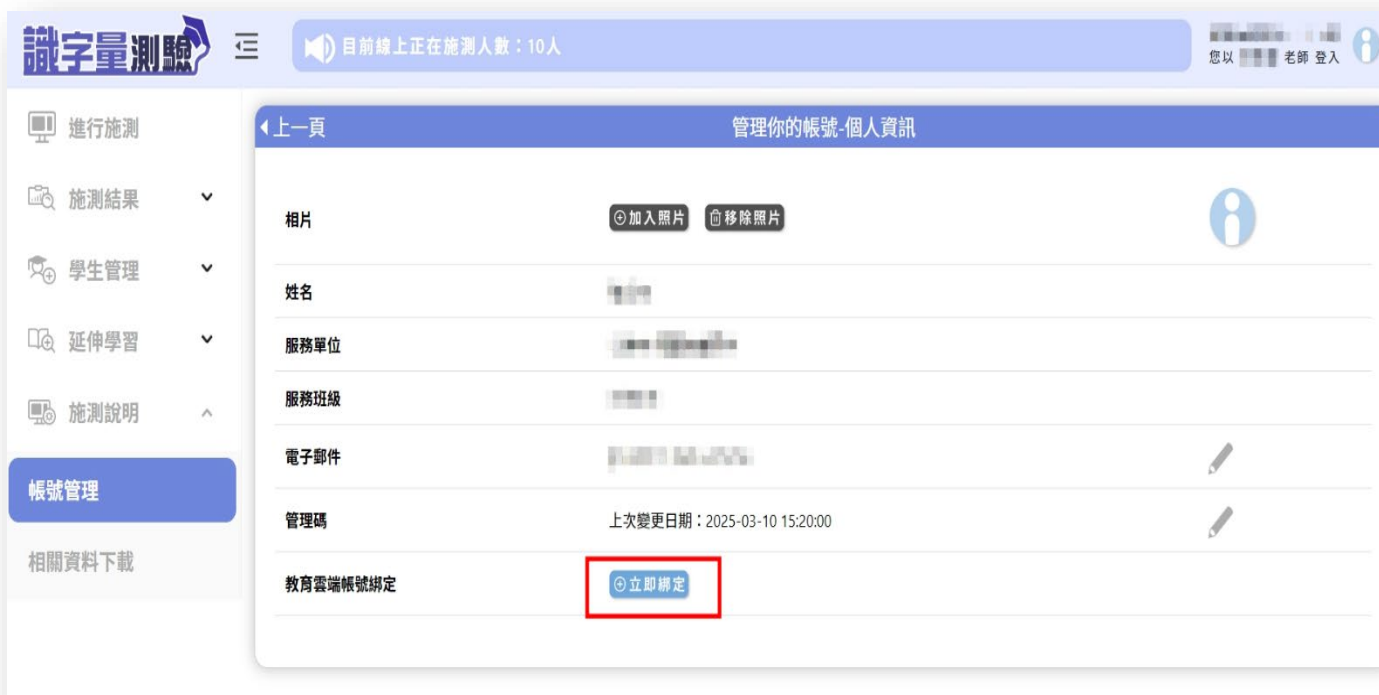 識字量測驗
目前線上正在施測人數：10人
您以 老師 登入
進行施測
施測結果
學生管理
延伸學習
施測說明
帳號管理
相關資料下載
上一頁
管理你的帳號-個人資訊
相片
加入照片
移除照片
姓名
服務單位
服務班級
電子郵件
管理碼
上次變更日期：2025-03-10 15:20:00
教育雲端帳號綁定
立即綁定